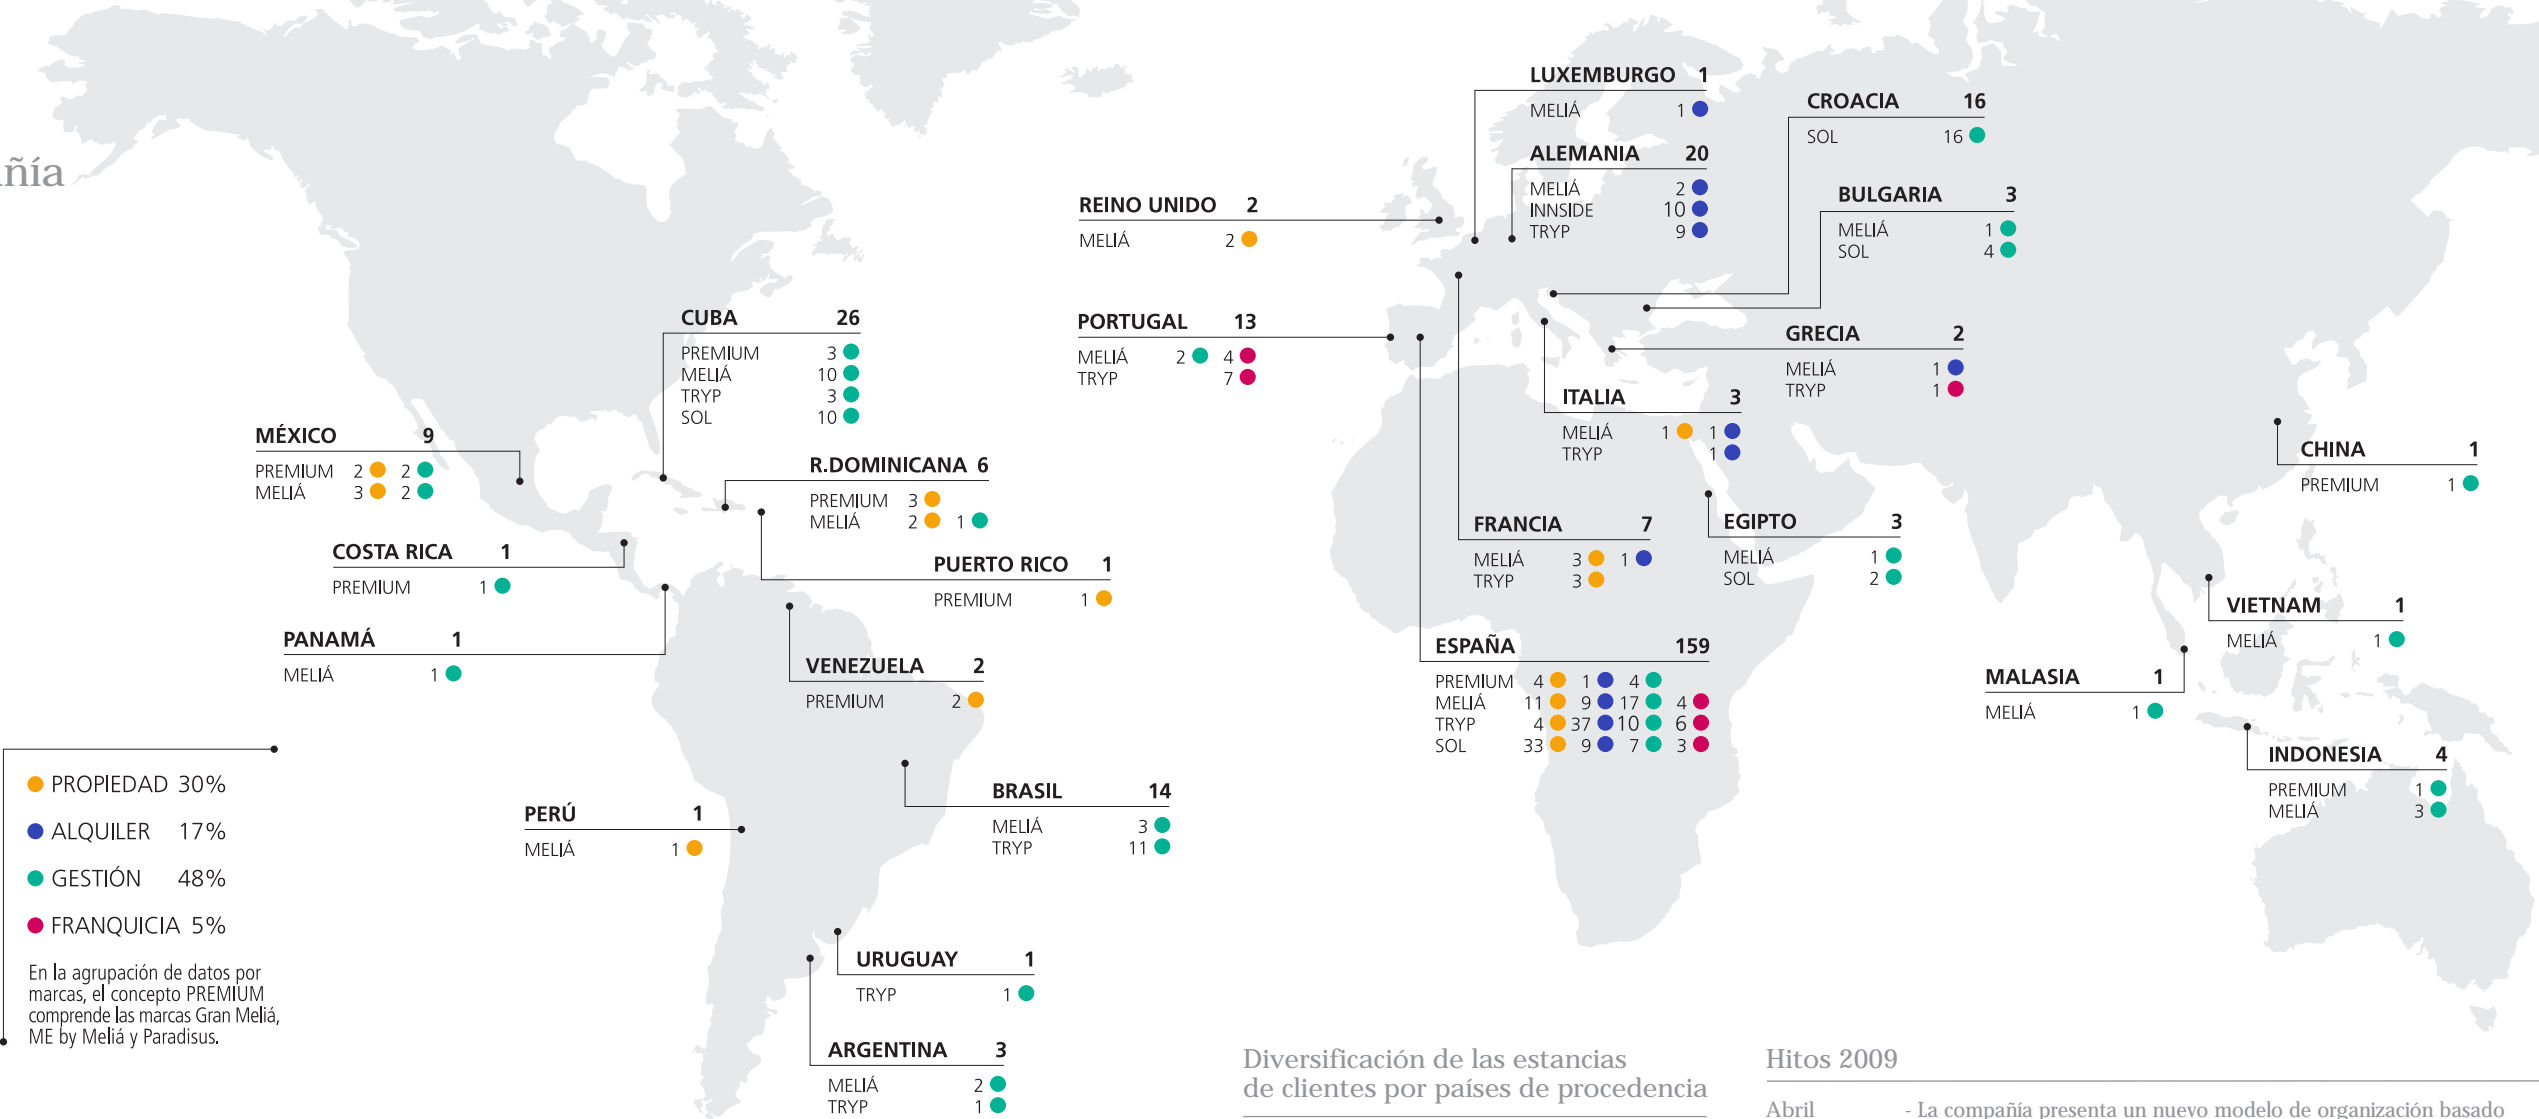 ñía
LUXEMBURGO 1
MELIÁ 1
CROACIA 16
SOL 16
ALEMANIA 20
MELIÁ 2
INNSIDE 10
TRYP 9
BULGARIA 3
MELIÁ 1
SOL 4
REINO UNIDO 2
MELIÁ 2
PORTUGAL 13
MELIÁ 2 4
TRYP 7
GRECIA 2
MELIÁ 1
TRYP 1
ITALIA 3
MELIÁ 1 1
TRYP 1
CUBA 26
PREMIUM 3
MELIÁ 10
TRYP 3
SOL 10
MÉXICO 9
PREMIUM 2 2
MELIÁ 3 2
R.DOMINICANA 6
PREMIUM 3
MELIÁ 2 1
CHINA 1
PREMIUM 1
COSTA RICA 1
PREMIUM 1
PUERTO RICO 1
PREMIUM 1
FRANCIA 7
MELIÁ 3 1
TRYP 3
EGIPTO 3
MELIÁ 1
SOL 2
PANAMÁ 1
MELIÁ 1
VENEZUELA 2
PREMIUM 2
ESPAÑA 159
PREMIUM 4 1 4
MELIÁ 11 9 17 4
TRYP 4 37 10 6
SOL 33 9 7 3
VIETNAM 1
MELIÁ 1
MALASIA 1
MELIÁ 1
INDONESIA 4
PREMIUM 1
MELIÁ 3
PERÚ 1
MELIÁ 1
BRASIL 14
MELIÁ 3
TRYP 11
URUGUAY 1
TRYP 1
ARGENTINA 3
MELIÁ 2
TRYP 1
PROPIEDAD 30%
ALQUILER 17%
GESTIÓN 48%
FRANQUICIA 5%
En la agrupación de datos por
marcas, el concepto PREMIUM
comprende las marcas Gran Meliá,
ME by Meliá y Paradisus.
Diversificación de las estancias
de clientes por países de procedencia
Hitos 2009
Abril - La compañía presenta un nuevo modelo de organización basado